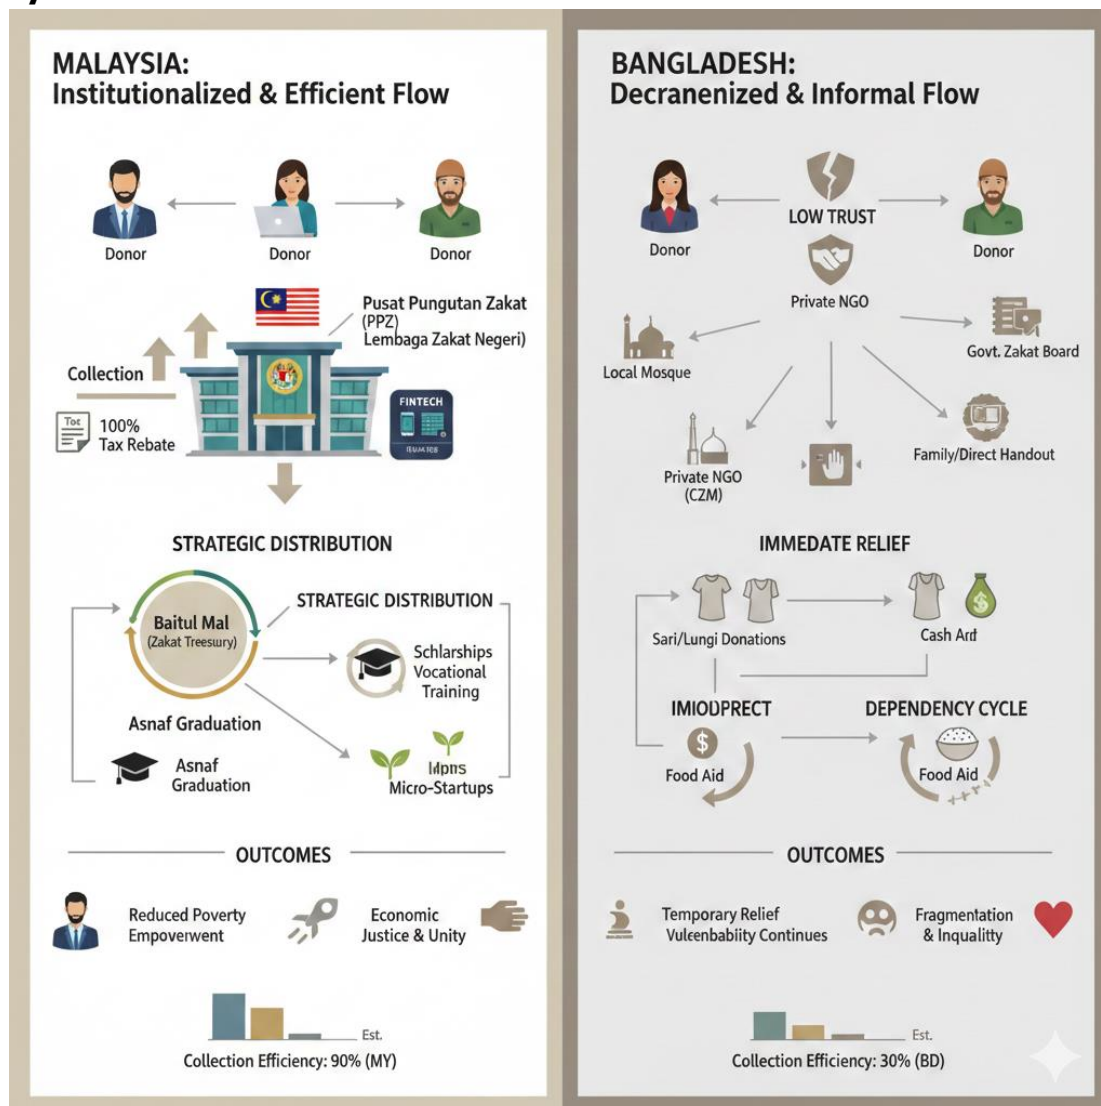 MALAYSIA:
Institutionalized & Efficient Flow
Donor
Donor
Donor
Pusat Pungutan Zakat
(PPZ)
Lembaga Zakat Negeri)
Collection
100%
Tax Rebate
FINTECH
STRATEGIC DISTRIBUTION
Baitul Mal
(Zakat Treesury)
STRATEGIC DISTRIBUTION
Schlarships
Vocational
Training
Asnaf Graduation
Asnaf
Graduation
Micro-Startups
OUTCOMES
Reduced Poverty
Empoverwent
Economic
Justice & Unity
Est.
Collection Efficiency: 90% (MY)
BANGLADESH:
Decranenized & Informal Flow
LOW TRUST
Donor
Donor
Private NGO
Local Mosque
Govt. Zakat Board
Private NGO
(CZM)
Family/Direct Handout
IMMEDATE RELIEF
Sari/Lungi Donations
Cash Ard
IMIOUPRECT
DEPENDENCY CYCLE
Food Aid
Food Aid
OUTCOMES
Temporary Relief
Vuleenbabiity Continues
Fragmentation
& Inquality
Est.
Collection Efficiency: 30% (BD)